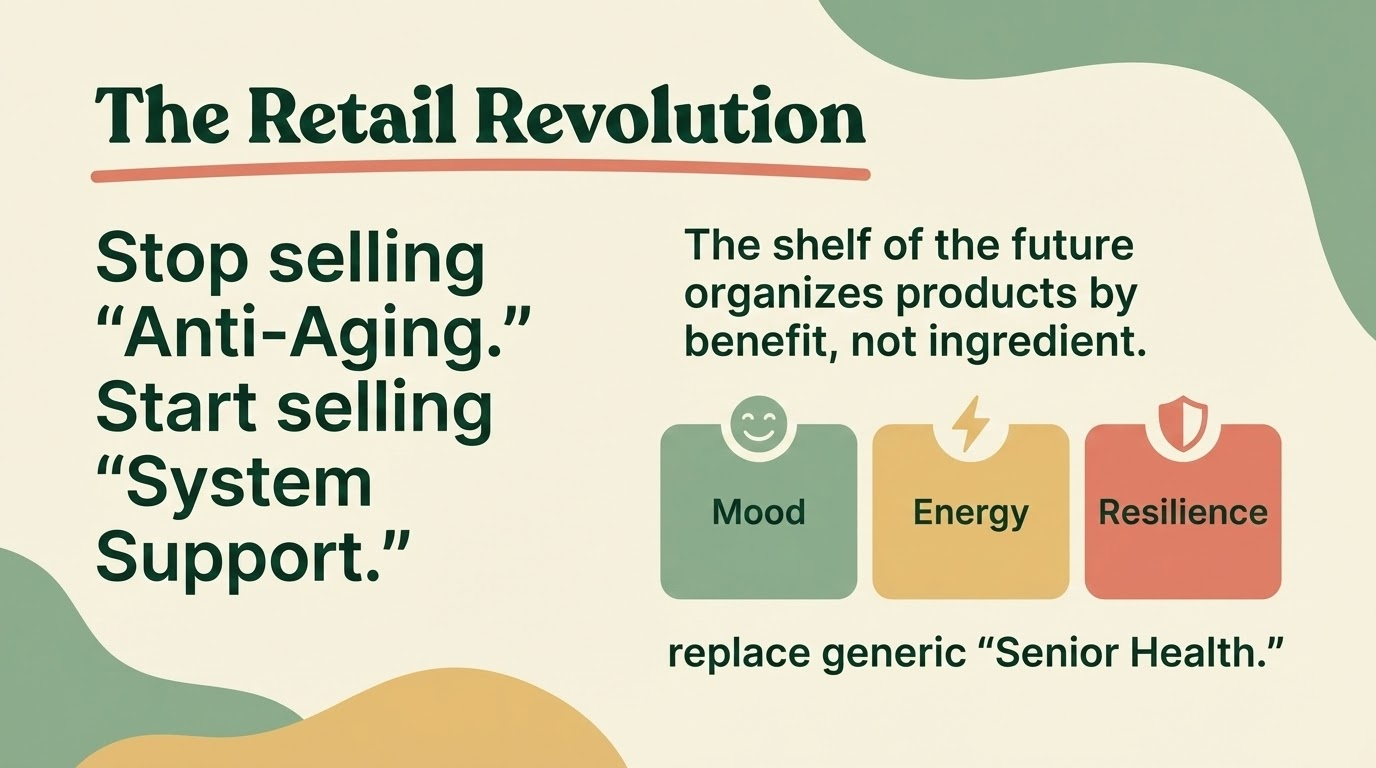 The Retail Revolution
Stop selling
“Anti-Aging.”
Start selling
“System
Support.”
The shelf of the future
organizes products by
benefit, not ingredient.
Mood
Energy
Resilience
replace generic “Senior Health.”